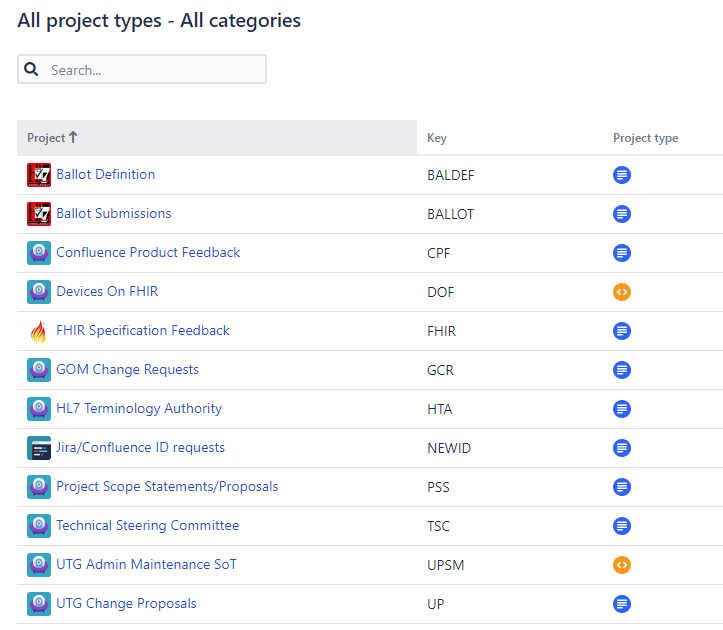 All project types - All categories
Search...
Project Key Project type
Ballot Definition BALDEF
Ballot Submissions BALLOT
Confluence Product Feedback CPF
Devices On FHIR DOF
FHIR Specification Feedback FHIR
GOM Change Requests GCR
HL7 Terminology Authority HTA
Jira/Confluence ID requests NEWID
Project Scope Statements/Proposals PSS
Technical Steering Committee TSC
UTG Admin Maintenance SoT UPSM
UTG Change Proposals UP